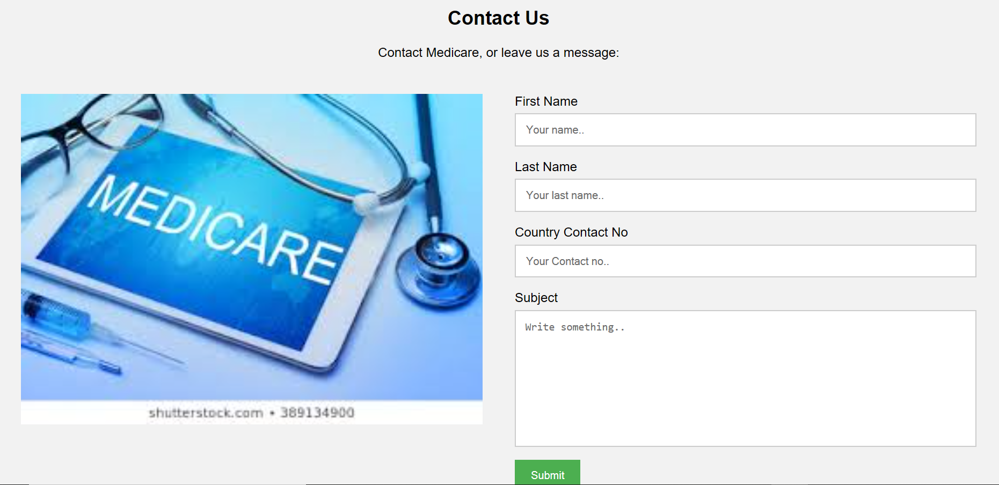 Contact Us
Contact Medicare, or leave us a message:
MEDICARE
shutterstock.com • 389134900
First Name
Your name..
Last Name
Your last name..
Country Contact No
Your Contact no..
Subject
Write something..
Submit